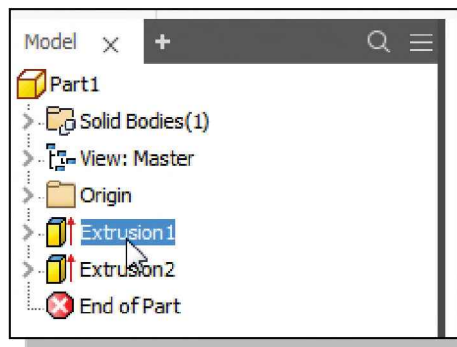 Model
Part1
Solid Bodies(1)
View: Master
Origin
Extrusion1
Extrusion2
End of Part